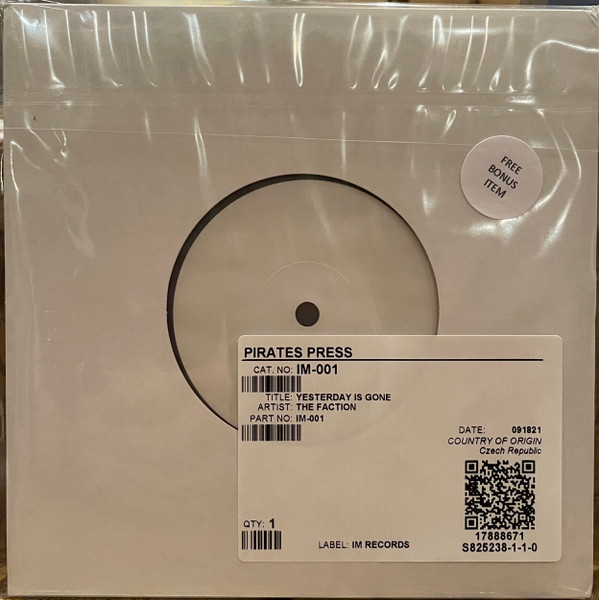 FREE
BONUS
ITEM
PIRATES PRESS
CAT. NO: IM-001
TITLE: YESTERDAY IS GONE
ARTIST: THE FACTION
PART NO: IM-001
DATE: 091821
COUNTRY OF ORIGIN
Czech Republic
17888671
QTY: 1
LABEL: IM RECORDS
S825238-1-1-0